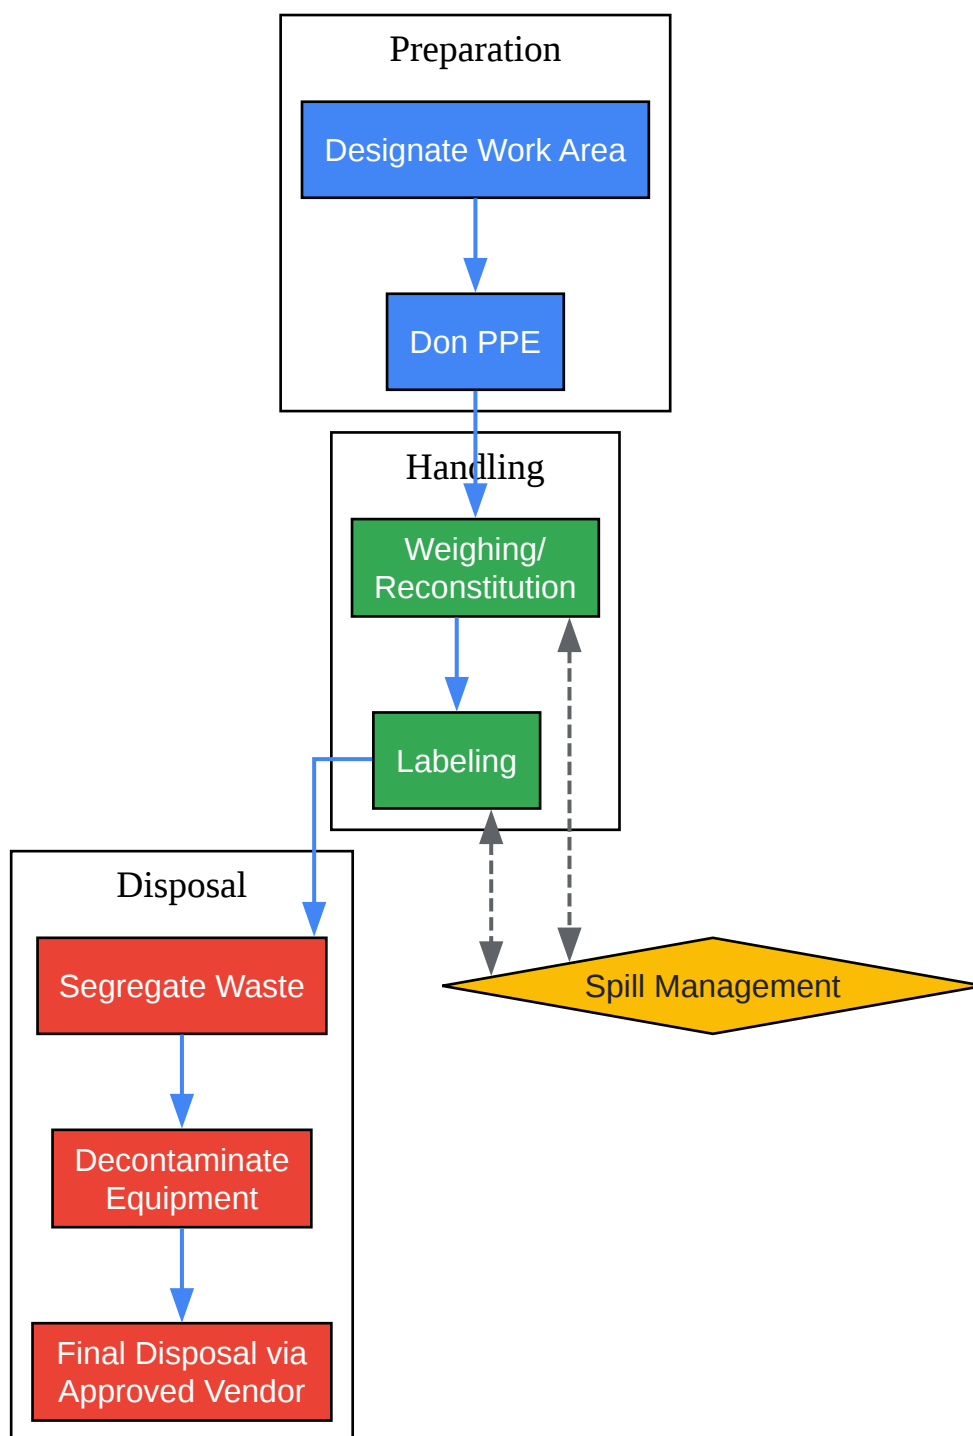 Preparation
Designate Work Area
Don PPE
Handling
Weighing/
Reconstitution
Labeling
Disposal
Segregate Waste
Spill Management
Decontaminate
Equipment
Final Disposal via
Approved Vendor